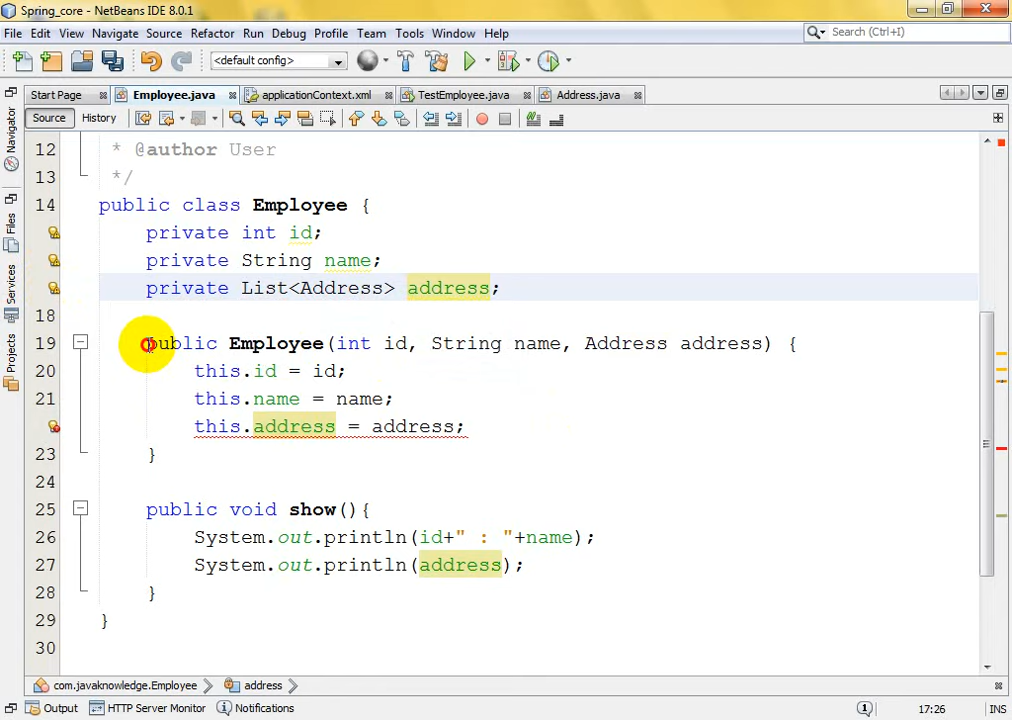 Spring_core - NetBeans IDE 8.0.1
File Edit View Navigate Source Refactor Run Debug Profile Team Tools Window Help
Search (Ctrl+I)
<default config>
Start Page Employee.java applicationContext.xml TestEmployee.java Address.java
Source History
Navigator
Files
Services
Projects
12 * @author User
13 */
14 public class Employee {
private int id;
private String name;
private List<Address> address;
18
19 public Employee(int id, String name, Address address) {
20 this.id = id;
21 this.name = name;
this.address = address;
23 }
24
25 public void show(){
26 System.out.println(id+" : "+name);
27 System.out.println(address);
28 }
29 }
30
com.javaknowledge.Employee address
Output HTTP Server Monitor Notifications 1 17:26 INS